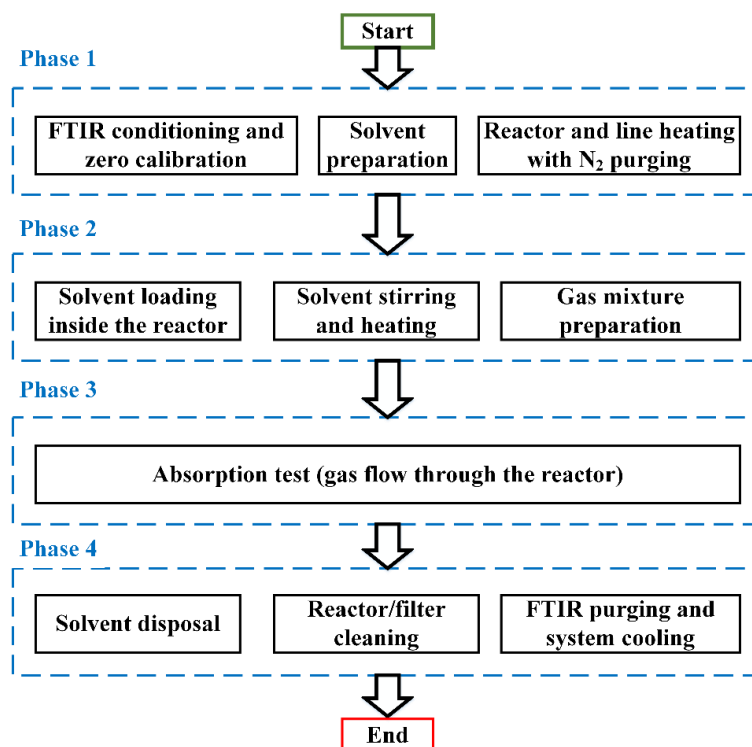 Start
Phase 1
FTIR conditioning and
zero calibration
Solvent
preparation
Reactor and line heating
with N₂ purging
Phase 2
Solvent loading
inside the reactor
Solvent stirring
and heating
Gas mixture
preparation
Phase 3
Absorption test (gas flow through the reactor)
Phase 4
Solvent disposal
Reactor/filter
cleaning
FTIR purging and
system cooling
End